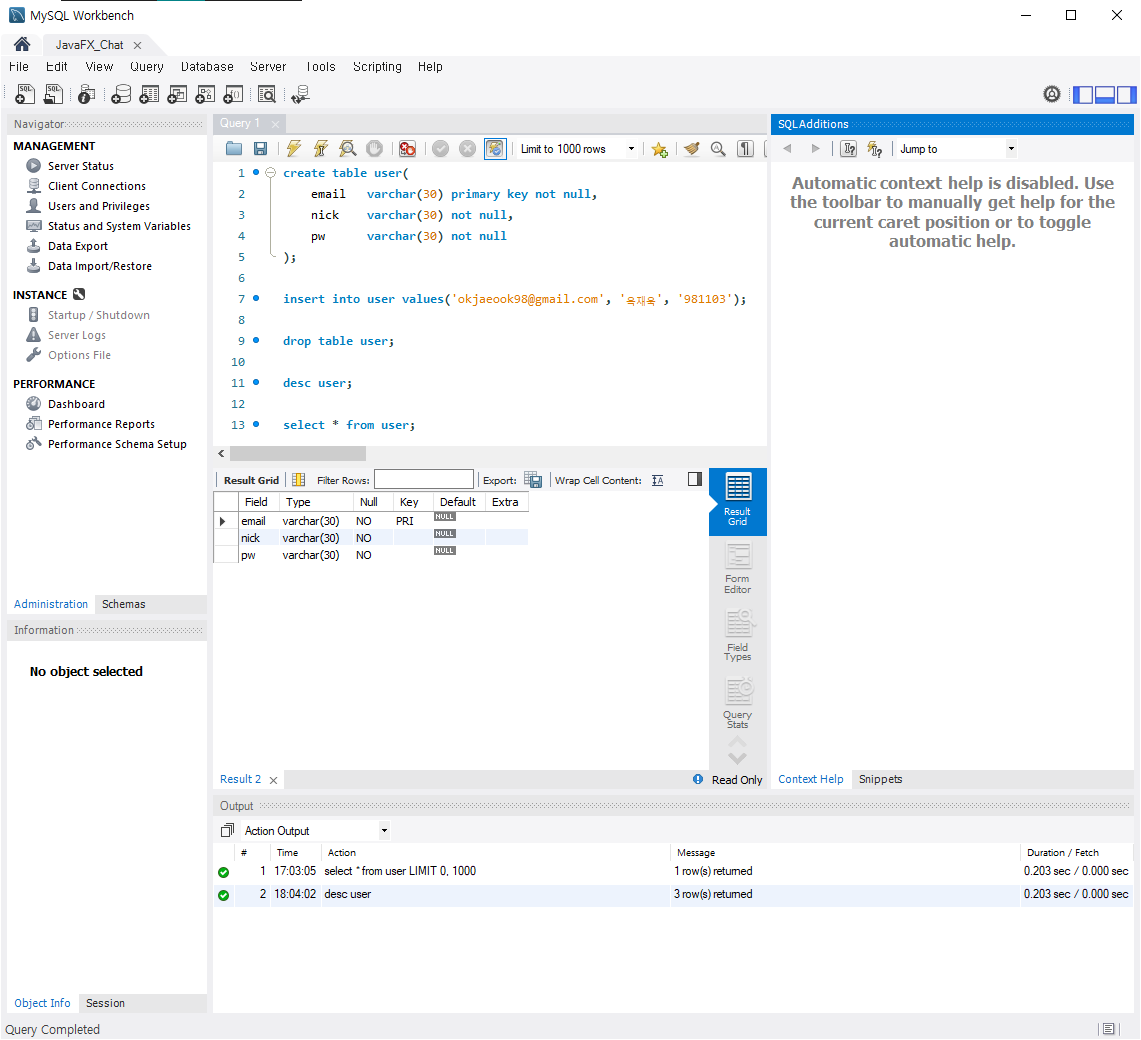 MySQL Workbench
JavaFX_Chat
File Edit View Query Database Server Tools Scripting Help
Navigator
MANAGEMENT
Server Status
Client Connections
Users and Privileges
Status and System Variables
Data Export
Data Import/Restore
INSTANCE
Startup / Shutdown
Server Logs
Options File
PERFORMANCE
Dashboard
Performance Reports
Performance Schema Setup
Administration Schemas
Information
No object selected
Object Info Session
Query 1
Limit to 1000 rows
1 create table user(
2 email varchar(30) primary key not null,
3 nick varchar(30) not null,
4 pw varchar(30) not null
5 );
6
7 insert into user values('okjaeook98@gmail.com', '옥재욱', '981103');
8
9 drop table user;
10
11 desc user;
12
13 select * from user;
Result Grid Filter Rows: Export: Wrap Cell Content:
Field Type Null Key Default Extra
email varchar(30) NO PRI NULL
nick varchar(30) NO NULL
pw varchar(30) NO NULL
Result Grid
Form Editor
Field Types
Query Stats
Result 2 Read Only
SQLAdditions
Jump to
Automatic context help is disabled. Use
the toolbar to manually get help for the
current caret position or to toggle
automatic help.
Context Help Snippets
Output
Action Output
# Time Action Message Duration / Fetch
1 17:03:05 select * from user LIMIT 0, 1000 1 row(s) returned 0.203 sec / 0.000 sec
2 18:04:02 desc user 3 row(s) returned 0.203 sec / 0.000 sec
Query Completed